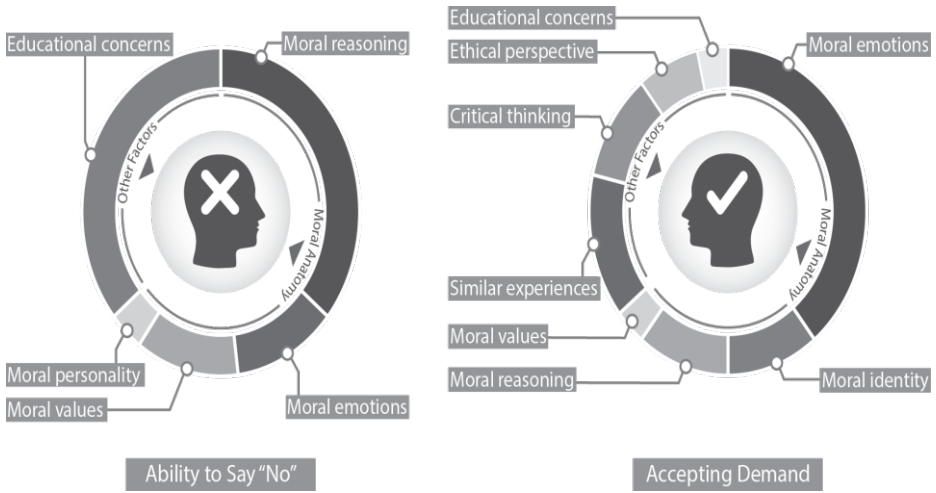 Educational concerns
Moral reasoning
Other Factors
Moral Anatomy
Moral personality
Moral values
Moral emotions
Ability to Say “No”
Educational concerns
Ethical perspective
Moral emotions
Critical thinking
Other Factors
Moral Anatomy
Similar experiences
Moral values
Moral reasoning
Moral identity
Accepting Demand